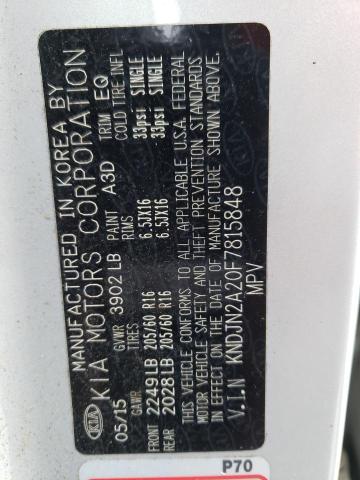 MANUFACTURED IN KOREA BY
KIA KIA MOTORS CORPORATION
05/15 GVWR 3902LB PAINT A3D TRIM EQ
GAWR TIRES RIMS COLD TIRE INFL
FRONT 2249LB 205/60 R16 6.5JX16 33psi SINGLE
REAR 2028LB 205/60 R16 6.5JX16 33psi SINGLE
THIS VEHICLE CONFORMS TO ALL APPLICABLE U.S.A. FEDERAL
MOTOR VEHICLE SAFETY AND THEFT PREVENTION STANDARDS
IN EFFECT ON THE DATE OF MANUFACTURE SHOWN ABOVE.
V.I.N KNDJN2A20F7815848
MPV
P70